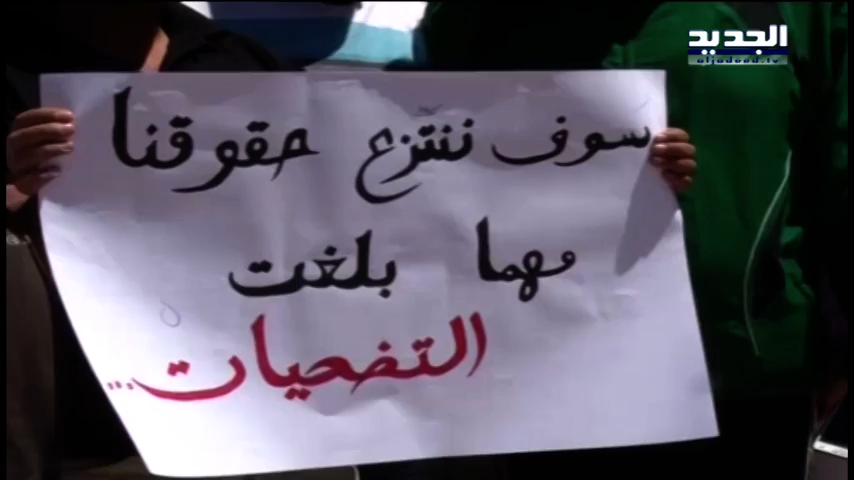 الجديد
aljadeed.tv
سوف ننتزع حقوقنا
مهما بلغت
التضحيات...